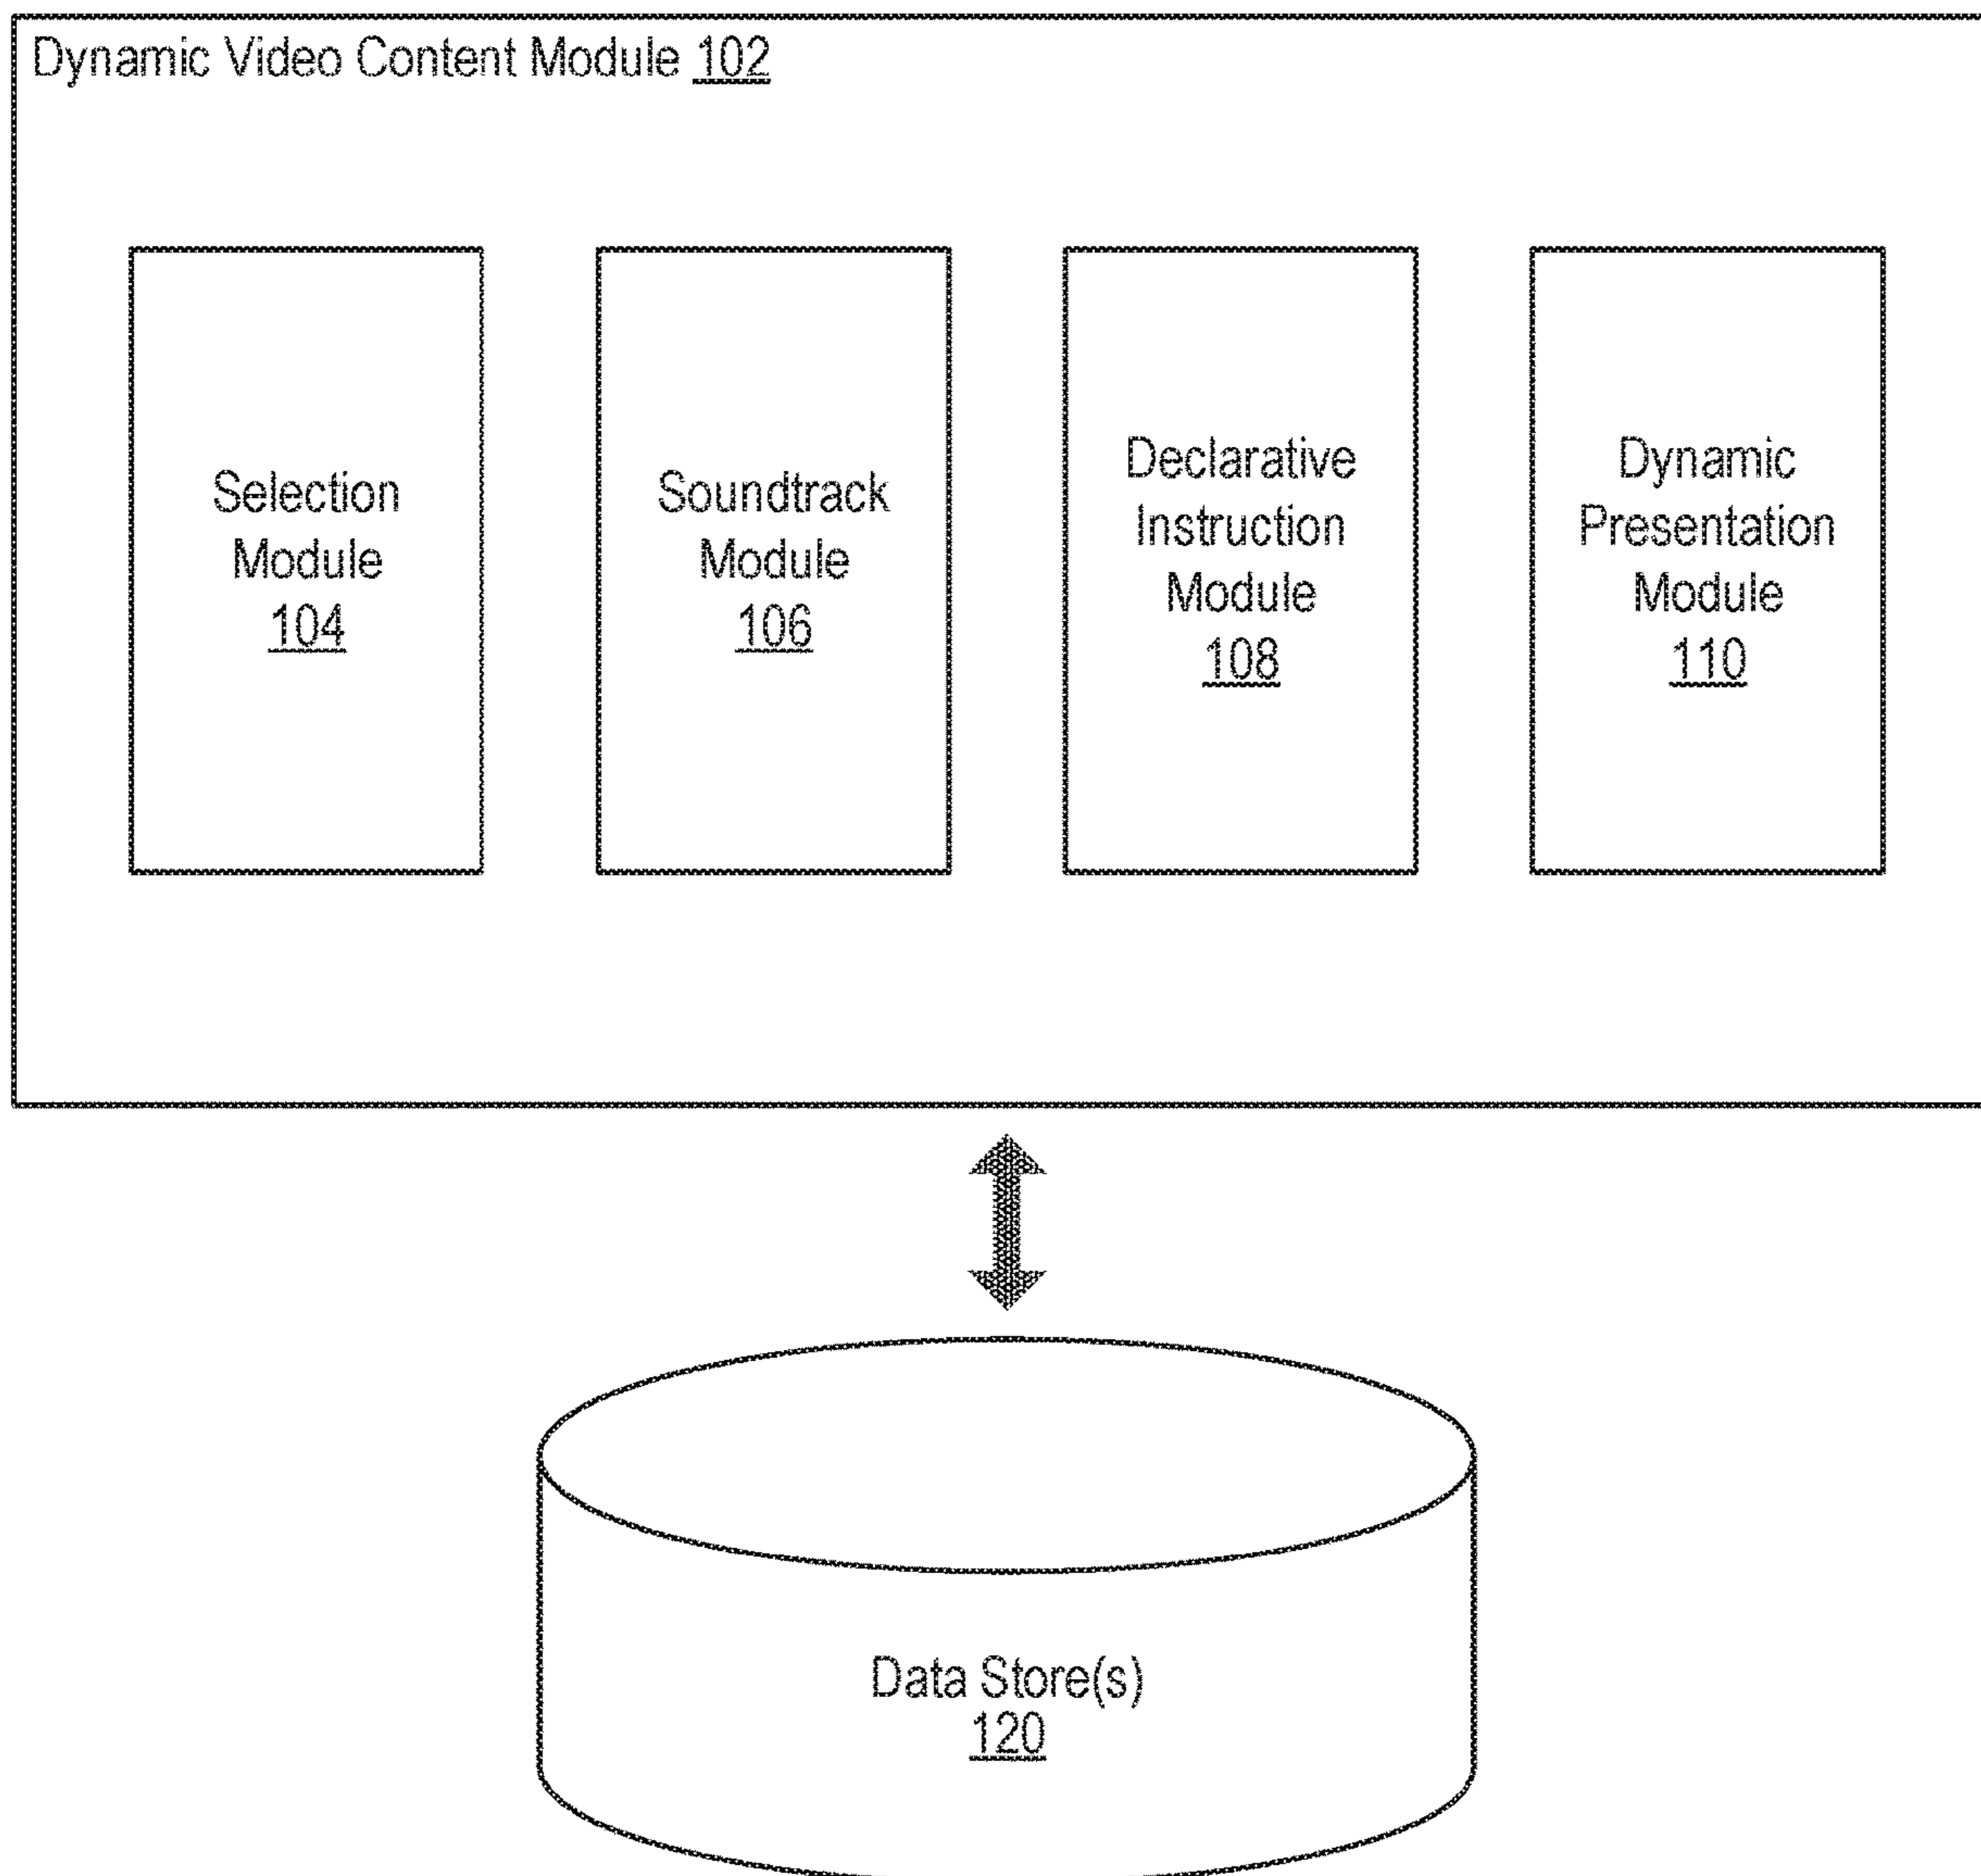 Dynamic Video Content Module 102
Selection
Module
104
Soundtrack
Module
106
Declarative
Instruction
Module
108
Dynamic
Presentation
Module
110
Data Store(s)
120